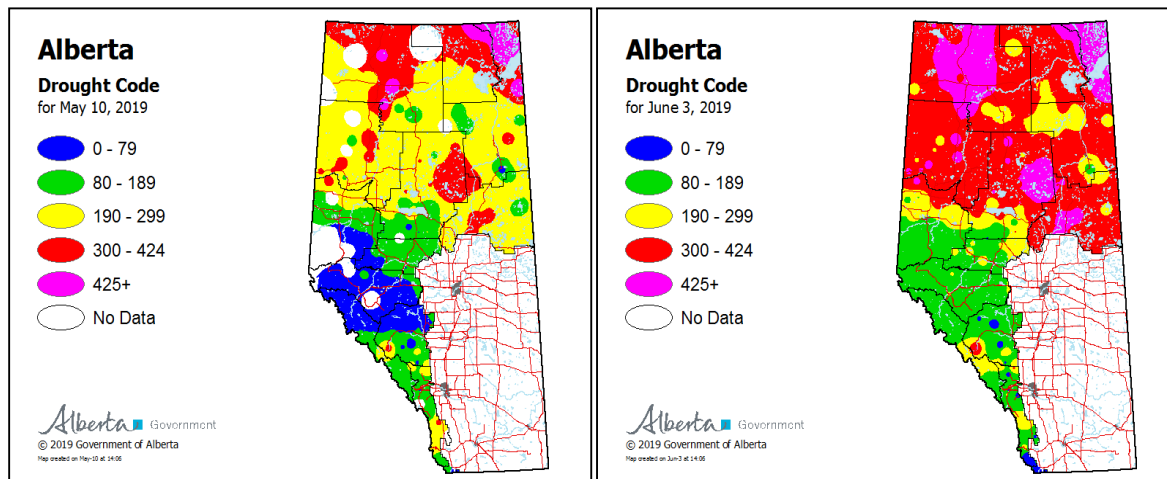 Alberta
Drought Code
for May 10, 2019
0 - 79
80 - 189
190 - 299
300 - 424
425+
No Data
Alberta Government
© 2019 Government of Alberta
Map created on May-10 at 14:06
Alberta
Drought Code
for June 3, 2019
0 - 79
80 - 189
190 - 299
300 - 424
425+
No Data
Alberta Government
© 2019 Government of Alberta
Map created on Jun-3 at 14:06